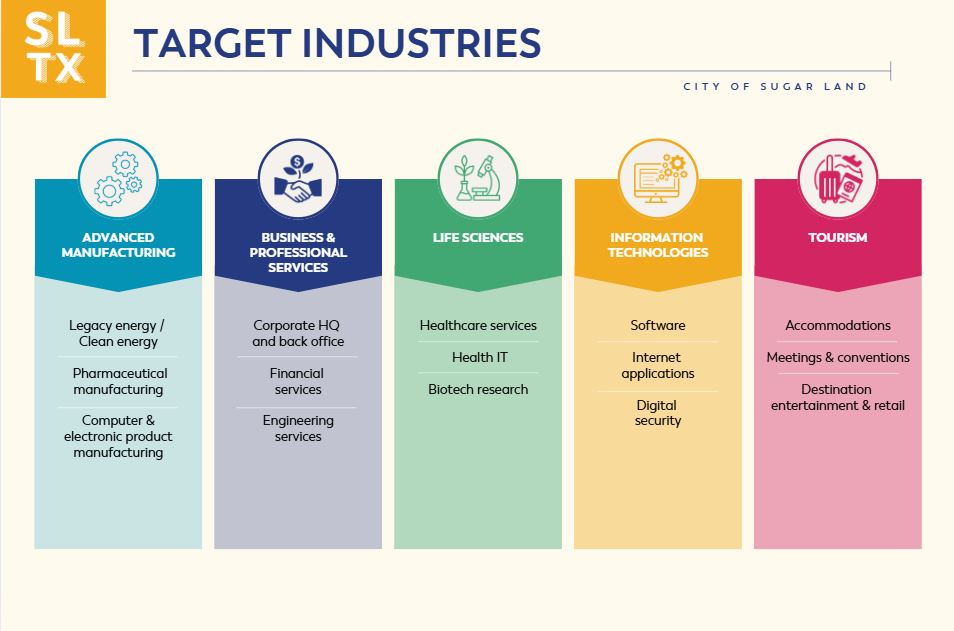 SL
TX
TARGET INDUSTRIES
CITY OF SUGAR LAND
ADVANCED
MANUFACTURING
Legacy energy /
Clean energy
Pharmaceutical
manufacturing
Computer &
electronic product
manufacturing
$
BUSINESS &
PROFESSIONAL
SERVICES
Corporate HQ
and back office
Financial
services
Engineering
services
LIFE SCIENCES
Healthcare services
Health IT
Biotech research
INFORMATION
TECHNOLOGIES
Software
Internet
applications
Digital
security
TOURISM
Accommodations
Meetings & conventions
Destination
entertainment & retail